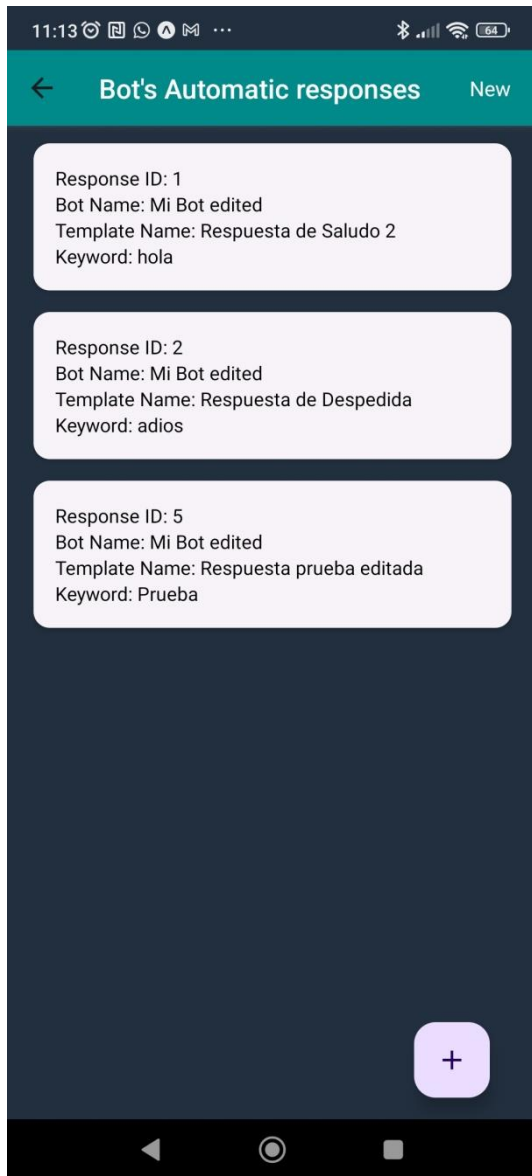 11:13
64
Bot's Automatic responses
New
Response ID: 1
Bot Name: Mi Bot edited
Template Name: Respuesta de Saludo 2
Keyword: hola
Response ID: 2
Bot Name: Mi Bot edited
Template Name: Respuesta de Despedida
Keyword: adios
Response ID: 5
Bot Name: Mi Bot edited
Template Name: Respuesta prueba editada
Keyword: Prueba
+